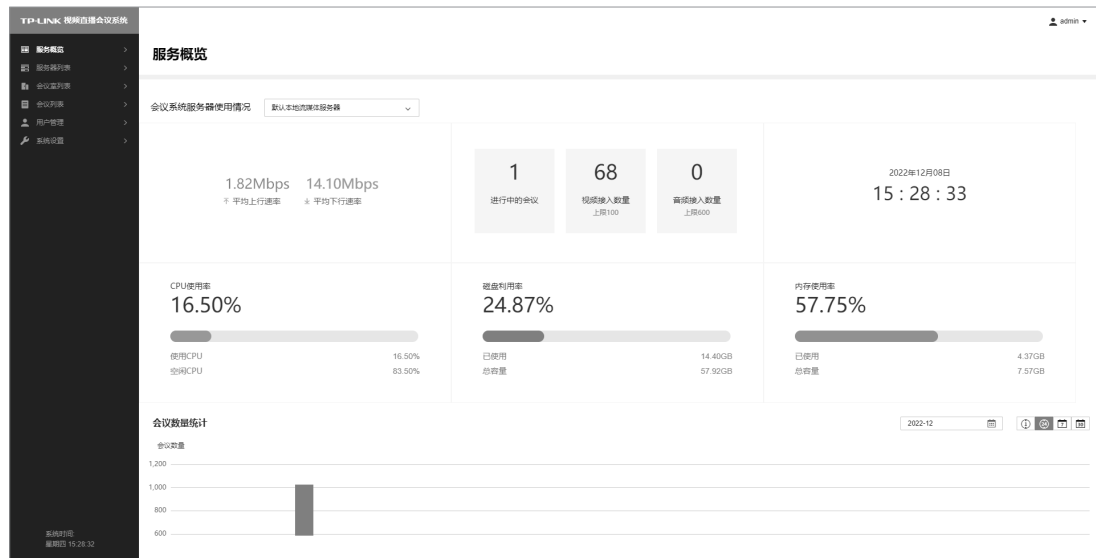 TP-LINK 视频直播会议系统
admin
服务概览
服务器列表
会议室列表
会议列表
用户管理
系统设置
服务概览
会议系统服务器使用情况 默认本地流媒体服务器
1.82Mbps 14.10Mbps
平均上行速率 平均下行速率
1 68 0
进行中的会议 视频接入数量 音频接入数量
上限100 上限600
2022年12月08日
15 : 28 : 33
CPU使用率
16.50%
使用CPU 16.50%
空闲CPU 83.50%
磁盘利用率
24.87%
已使用 14.40GB
总容量 57.92GB
内存使用率
57.75%
已使用 4.37GB
总容量 7.57GB
会议数量统计 2022-12 24 7 30
会议数量
1,200
1,000
800
600
系统时间
星期四 15:28:32